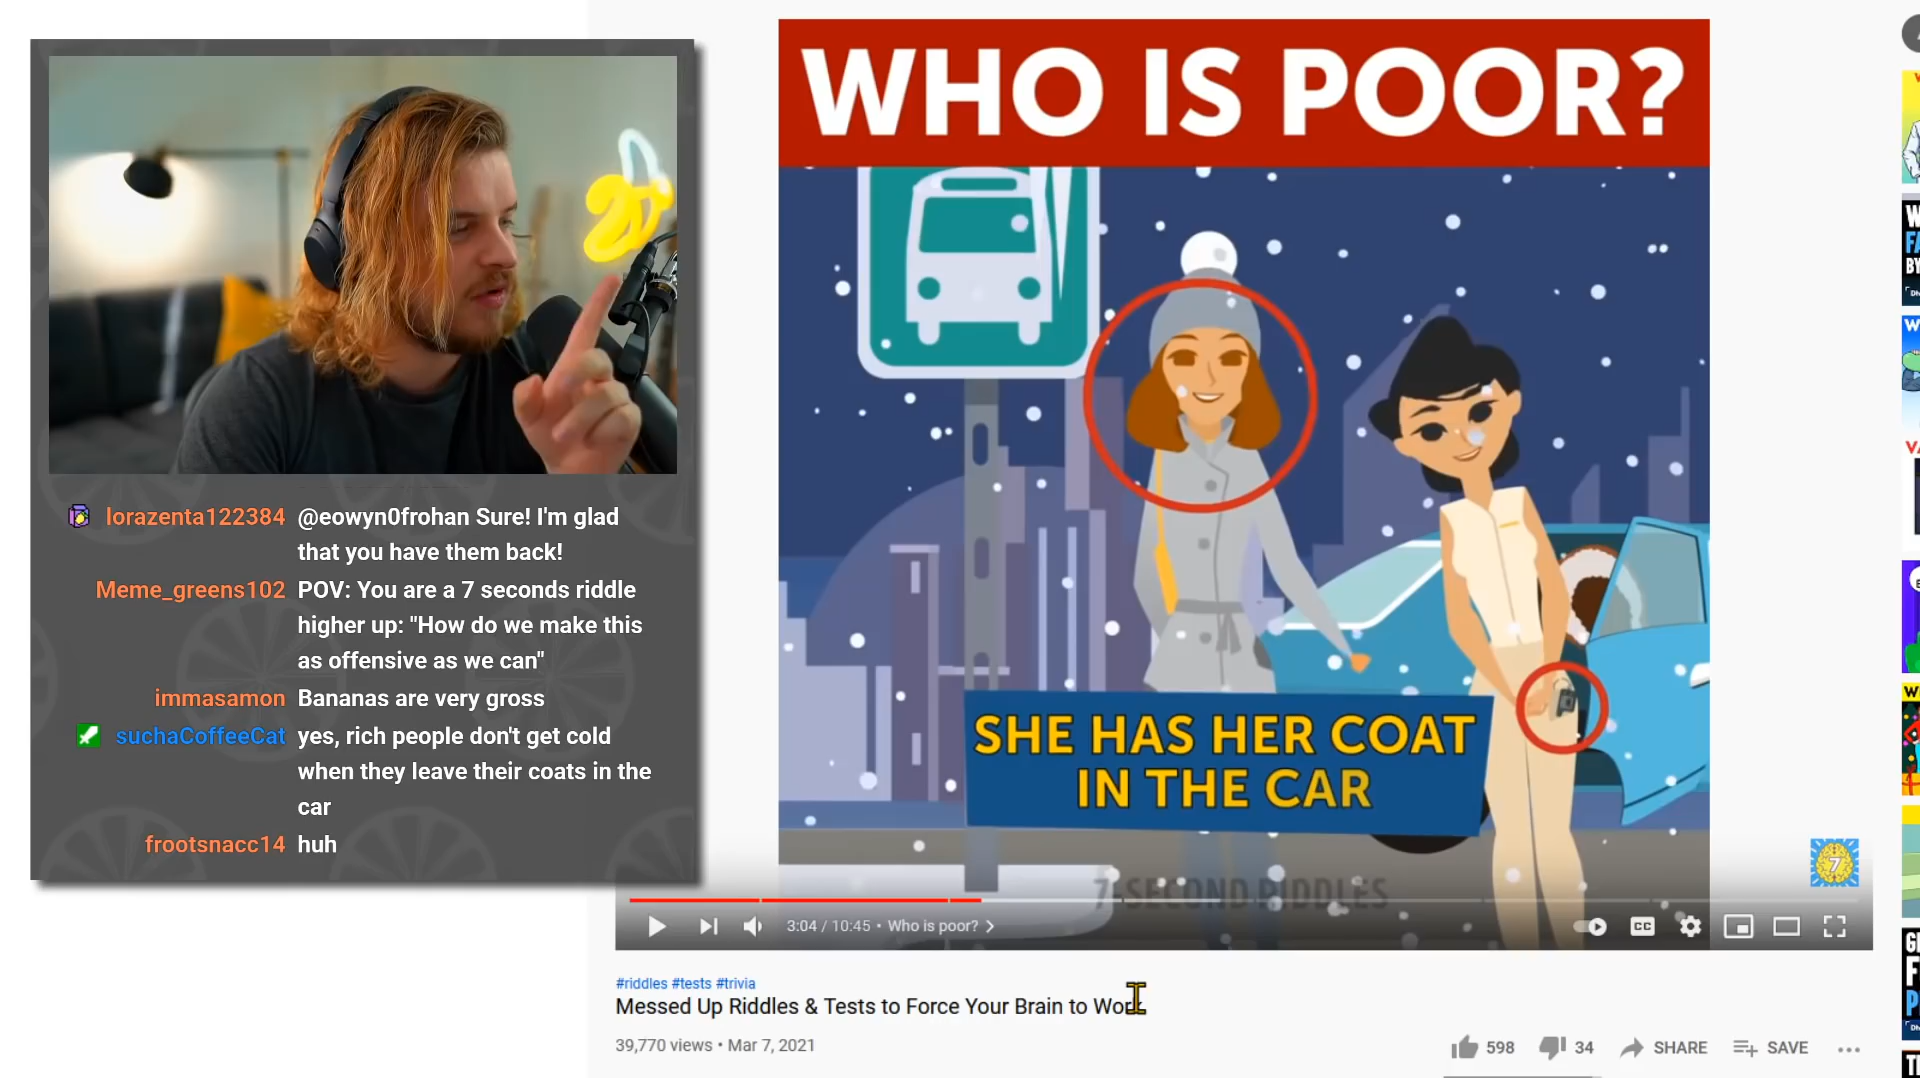 WHO IS POOR?
lorazenta122384 @eowyn0frohan Sure! I'm glad
that you have them back!
Meme_greens102 POV: You are a 7 seconds riddle
higher up: "How do we make this
as offensive as we can"
immasamon Bananas are very gross
suchaCoffeeCat yes, rich people don't get cold
when they leave their coats in the
car
frootsnacc14 huh
SHE HAS HER COAT
IN THE CAR
7
7-SECOND RIDDLES
3:04 / 10:45 • Who is poor?
CC
#riddles #tests #trivia
Messed Up Riddles & Tests to Force Your Brain to Work
39,770 views • Mar 7, 2021
598 34 SHARE SAVE